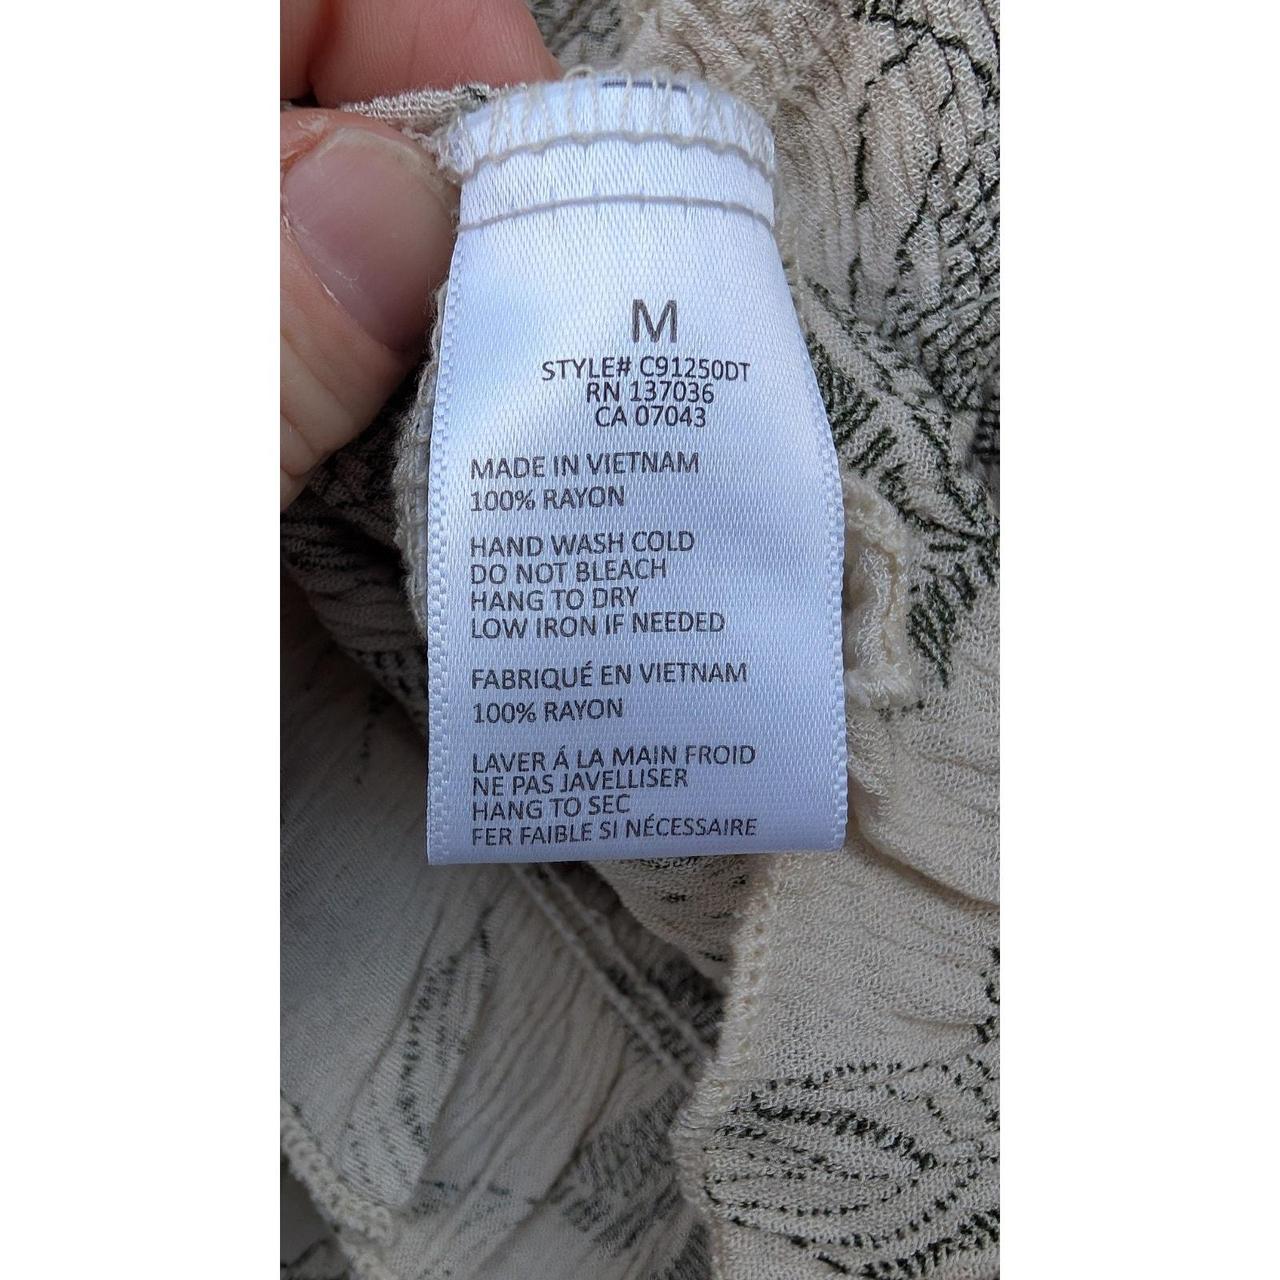 M
STYLE# C91250DT
RN 137036
CA 07043
MADE IN VIETNAM
100% RAYON
HAND WASH COLD
DO NOT BLEACH
HANG TO DRY
LOW IRON IF NEEDED
FABRIQUÉ EN VIETNAM
100% RAYON
LAVER Á LA MAIN FROID
NE PAS JAVELLISER
HANG TO SEC
FER FAIBLE SI NÉCESSAIRE